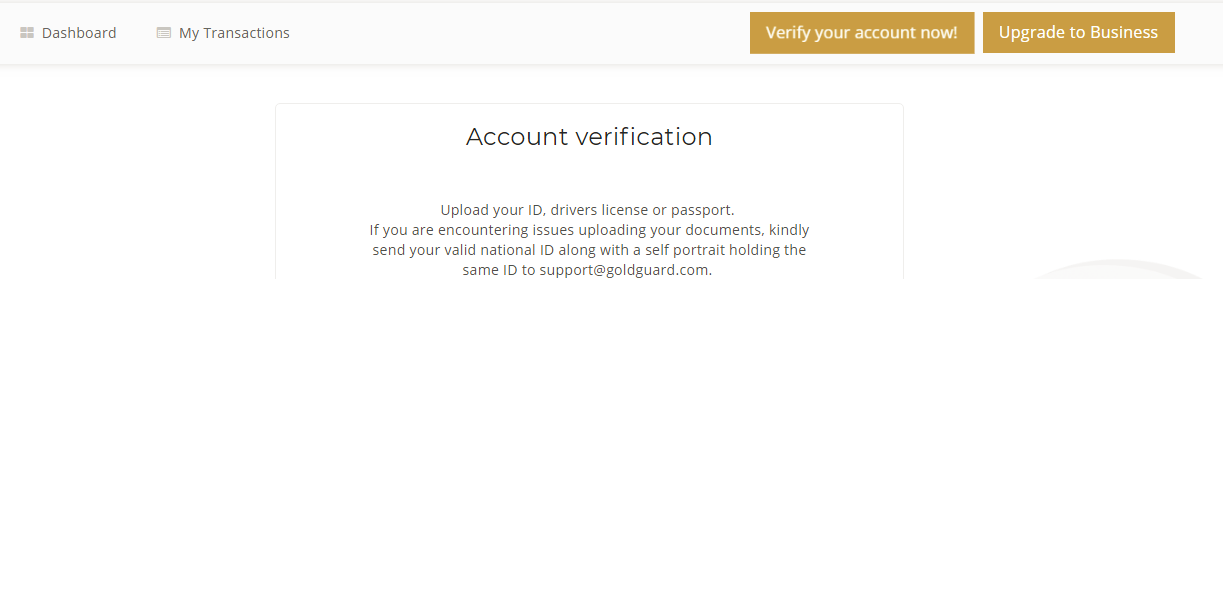 Dashboard
My Transactions
Verify your account now!
Upgrade to Business
Account verification
Upload your ID, drivers license or passport.
If you are encountering issues uploading your documents, kindly
send your valid national ID along with a self portrait holding the
same ID to support@goldguard.com.